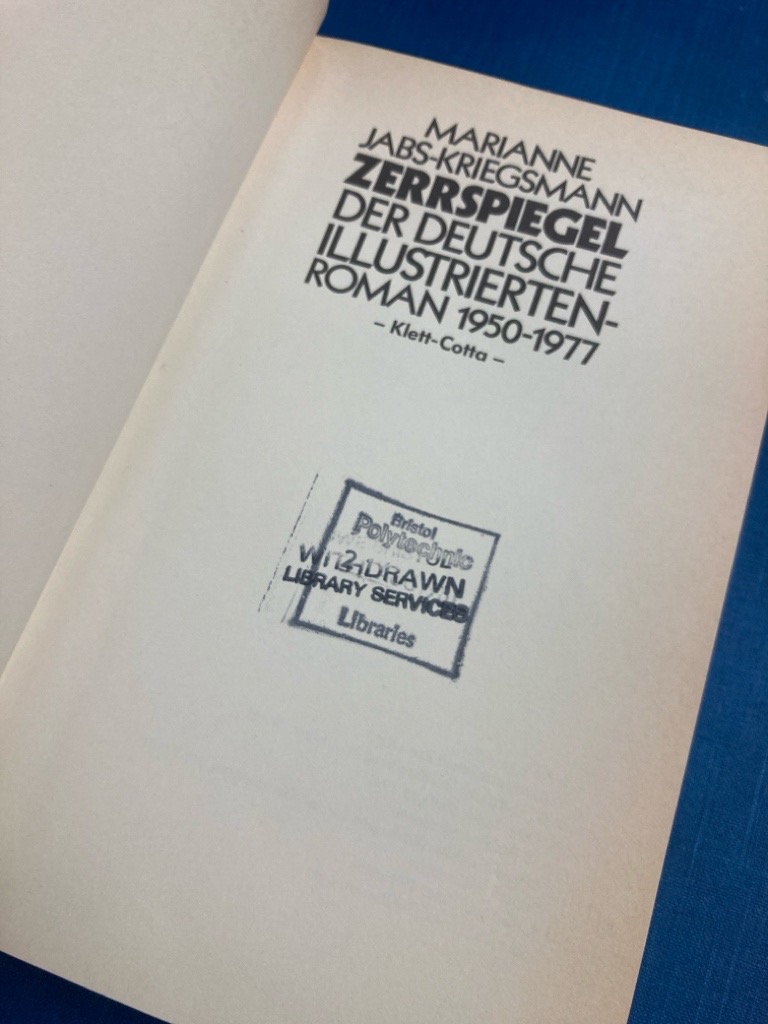 MARIANNE
JABS-KRIEGSMANN
ZERRSPIEGEL
DER DEUTSCHE
ILLUSTRIERTEN-
ROMAN 1950-1977
– Klett-Cotta –
Bristol
Polytechnic
WITHDRAWN
LIBRARY SERVICES
Libraries